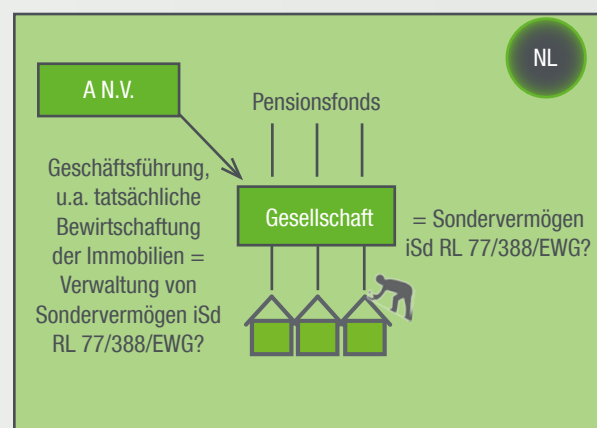 NL
A N.V.
Pensionsfonds
Geschäftsführung,
u.a. tatsächliche
Bewirtschaftung
der Immobilien =
Verwaltung von
Sondervermögen iSd
RL 77/388/EWG?
Gesellschaft
= Sondervermögen
iSd RL 77/388/EWG?